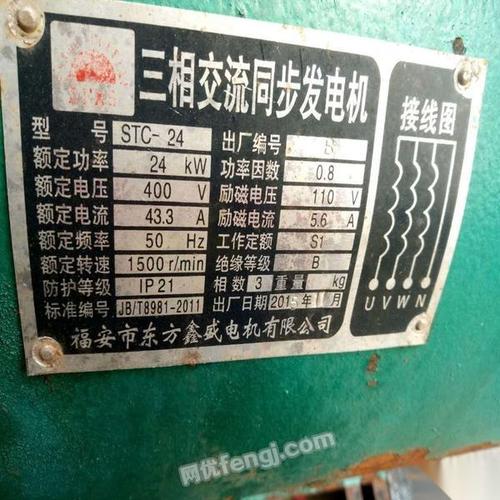 三相交流同步发电机
型 号 STC-24 出厂编号
额定功率 24 kW 功率因数 0.8
额定电压 400 V 励磁电压 110 V
额定电流 43.3 A 励磁电流 5.6 A
额定频率 50 Hz 工作定额 S1
额定转速 1500 r/min 绝缘等级 B
防护等级 IP21 相数 3 重量 kg
标准编号 JB/T8981-2011 出厂日期 2015 月
福安市东方鑫盛电机有限公司
接线图
U V W N
网优fengj.com